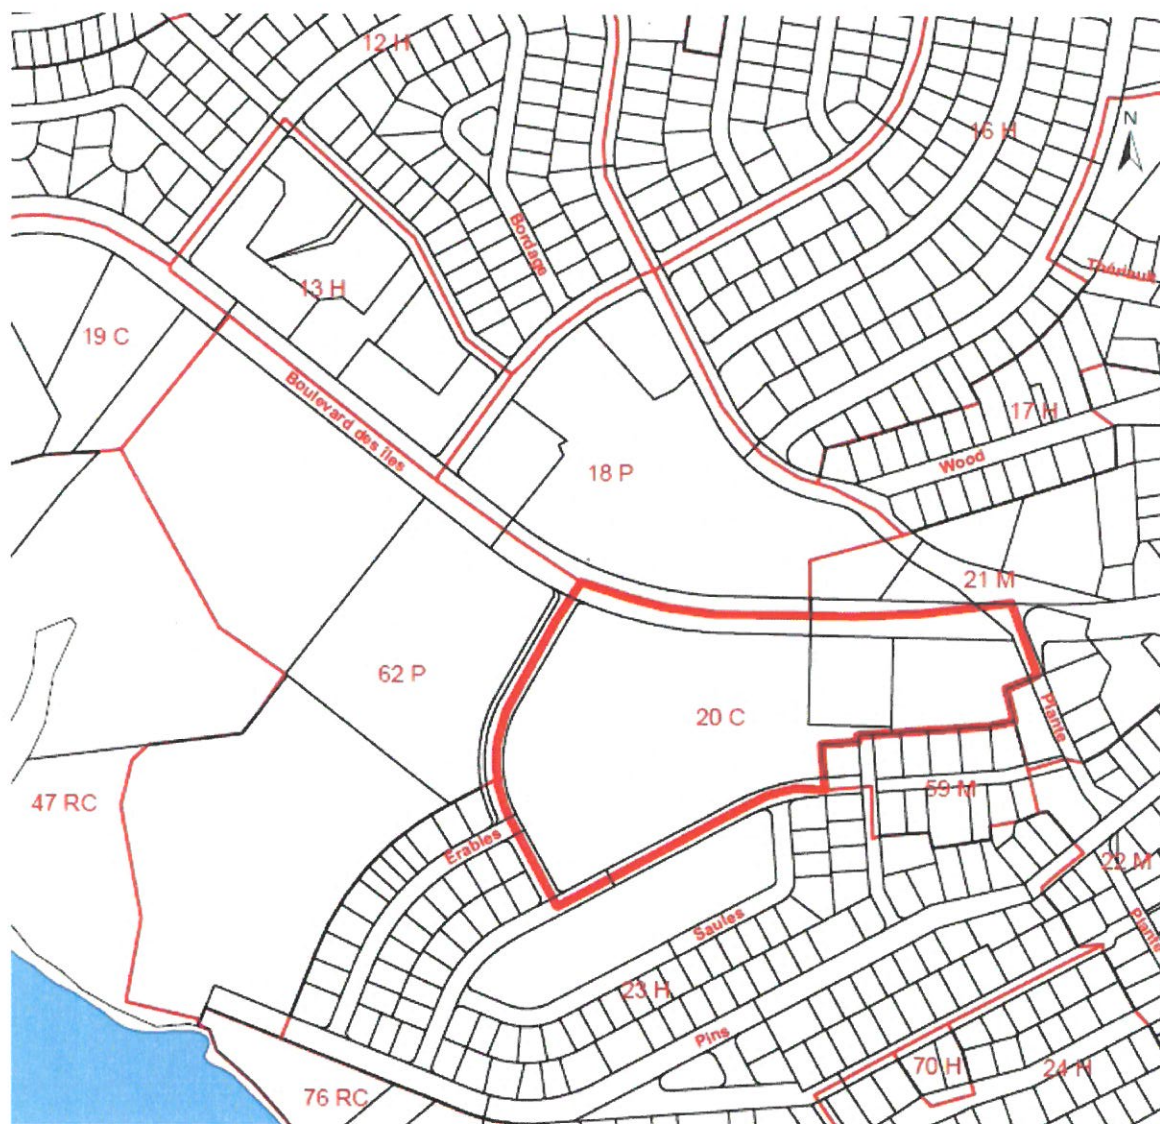 12 H
N
16 H
Bordage
Thériault
13 H
19 C
Boulevard des îles
17 H
Wood
18 P
21 M
62 P
20 C
Plante
47 RC
59 M
Érables
22 M
Saules
Plante
23 H
Pins
70 H
24 H
76 RC